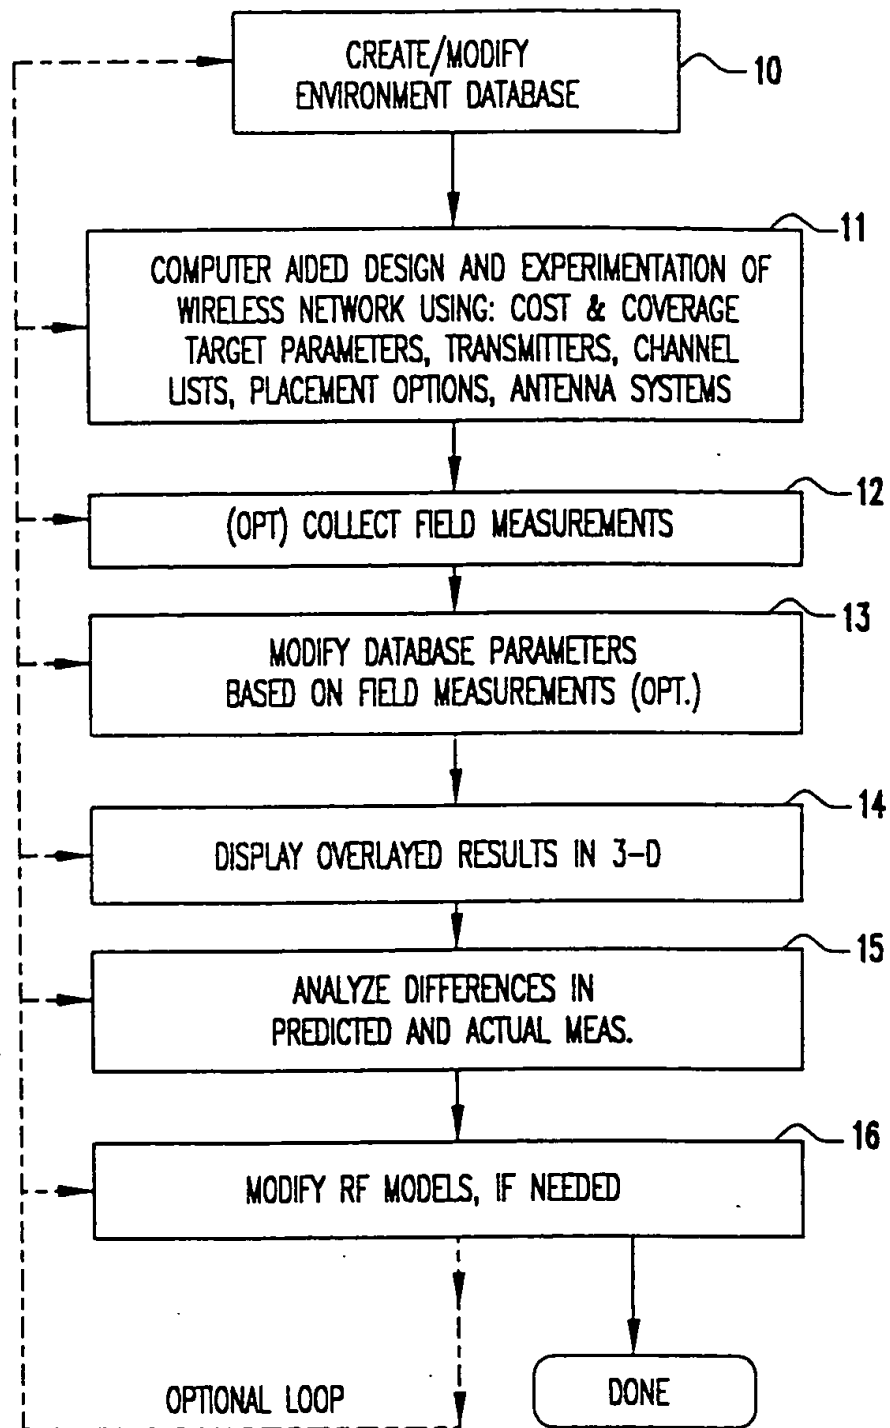 CREATE/MODIFY
ENVIRONMENT DATABASE
10
11
COMPUTER AIDED DESIGN AND EXPERIMENTATION OF
WIRELESS NETWORK USING: COST & COVERAGE
TARGET PARAMETERS, TRANSMITTERS, CHANNEL
LISTS, PLACEMENT OPTIONS, ANTENNA SYSTEMS
12
(OPT) COLLECT FIELD MEASUREMENTS
13
MODIFY DATABASE PARAMETERS
BASED ON FIELD MEASUREMENTS (OPT.)
14
DISPLAY OVERLAYED RESULTS IN 3-D
15
ANALYZE DIFFERENCES IN
PREDICTED AND ACTUAL MEAS.
16
MODIFY RF MODELS, IF NEEDED
OPTIONAL LOOP
DONE